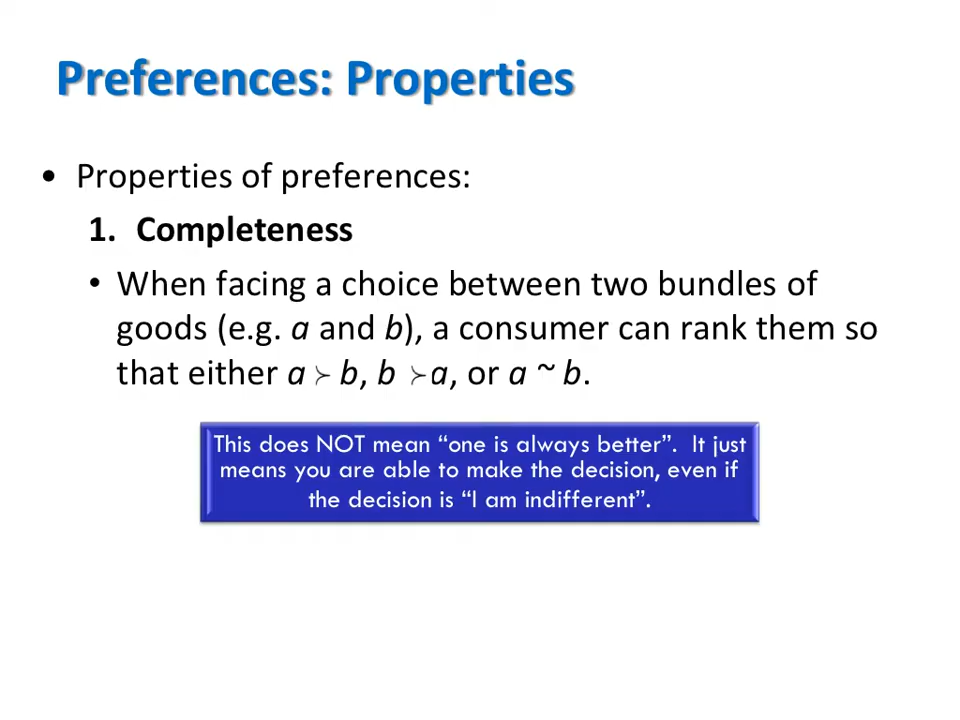 Preferences: Properties
• Properties of preferences:
1. Completeness
• When facing a choice between two bundles of
goods (e.g. a and b), a consumer can rank them so
that either a ≻ b, b ≻ a, or a ~ b.
This does NOT mean “one is always better”. It just
means you are able to make the decision, even if
the decision is “I am indifferent”.